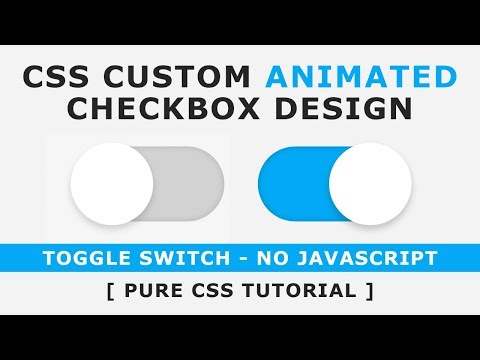 CSS CUSTOM ANIMATED
CHECKBOX DESIGN
TOGGLE SWITCH - NO JAVASCRIPT
[ PURE CSS TUTORIAL ]